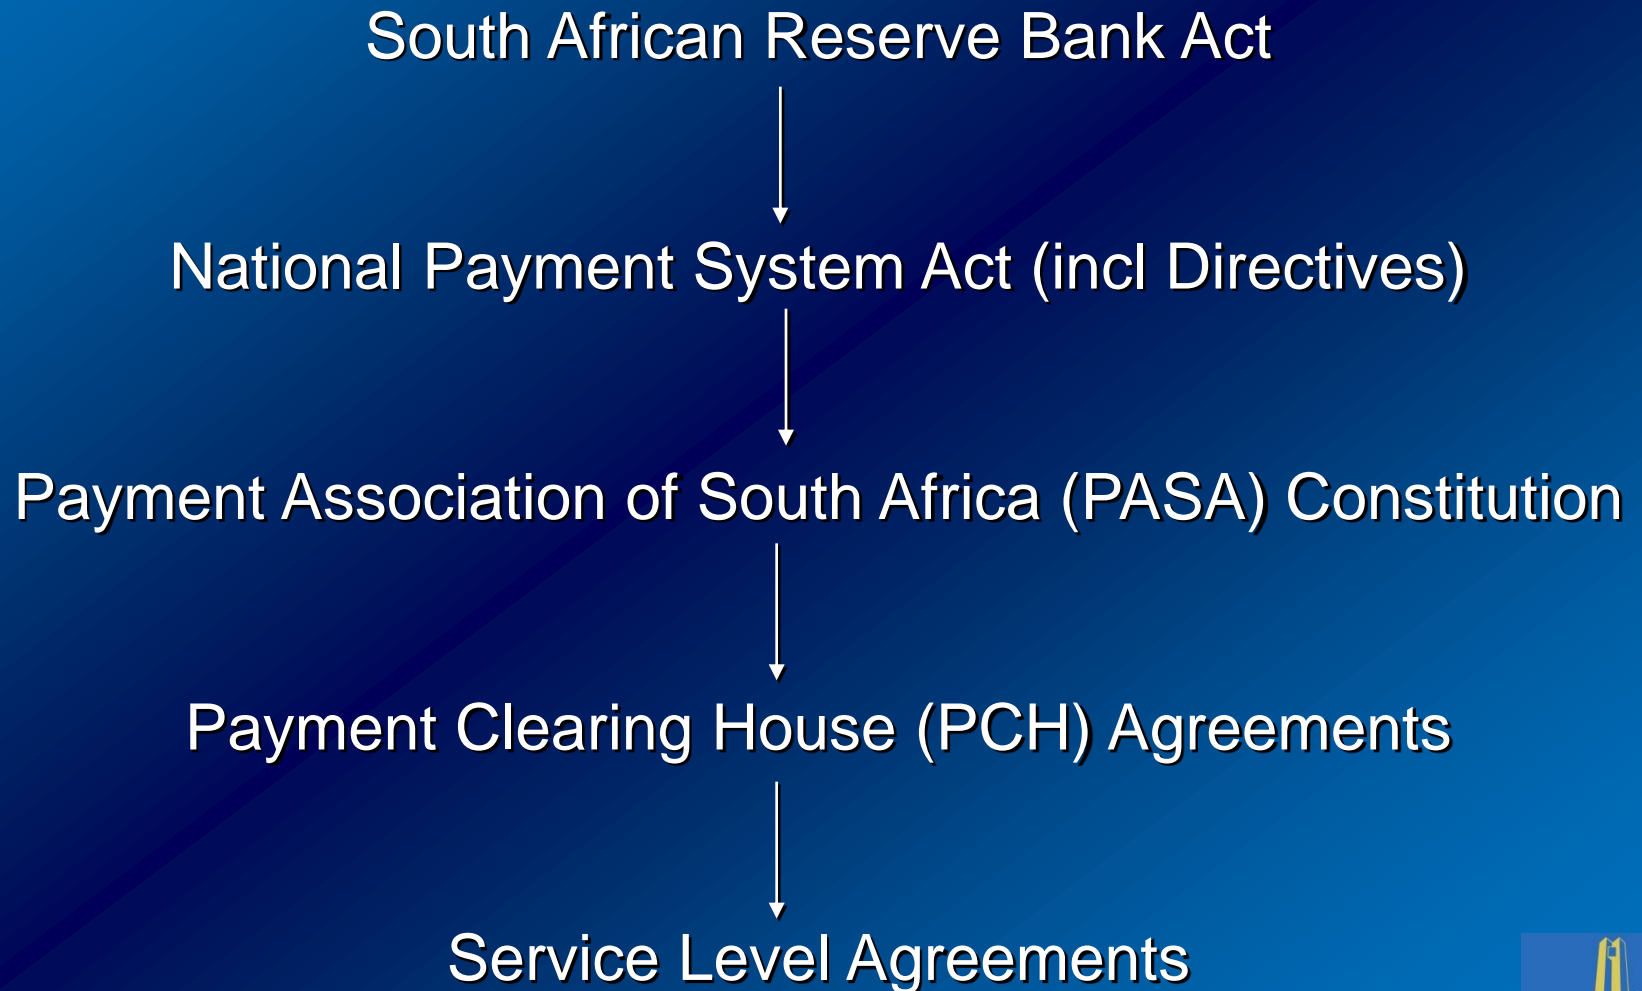 South African Reserve Bank Act
National Payment System Act (incl Directives)
Payment Association of South Africa (PASA) Constitution
Payment Clearing House (PCH) Agreements
Service Level Agreements